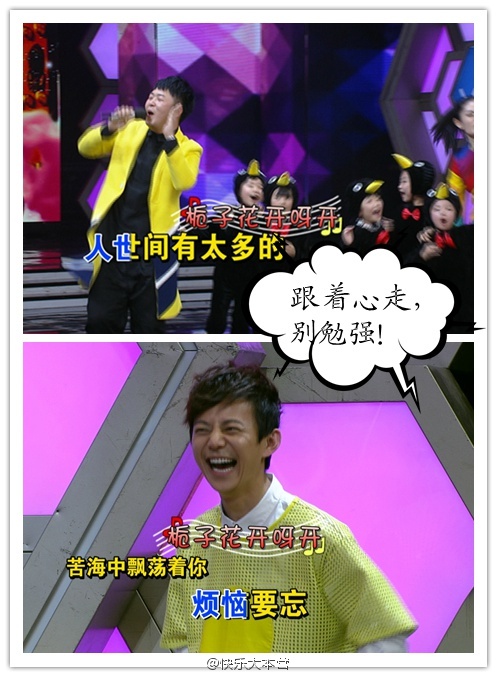 栀子花开呀开
人世间有太多的
跟着心走，
别勉强！
栀子花开呀开
苦海中飘荡着你
烦恼要忘
@快乐大本营